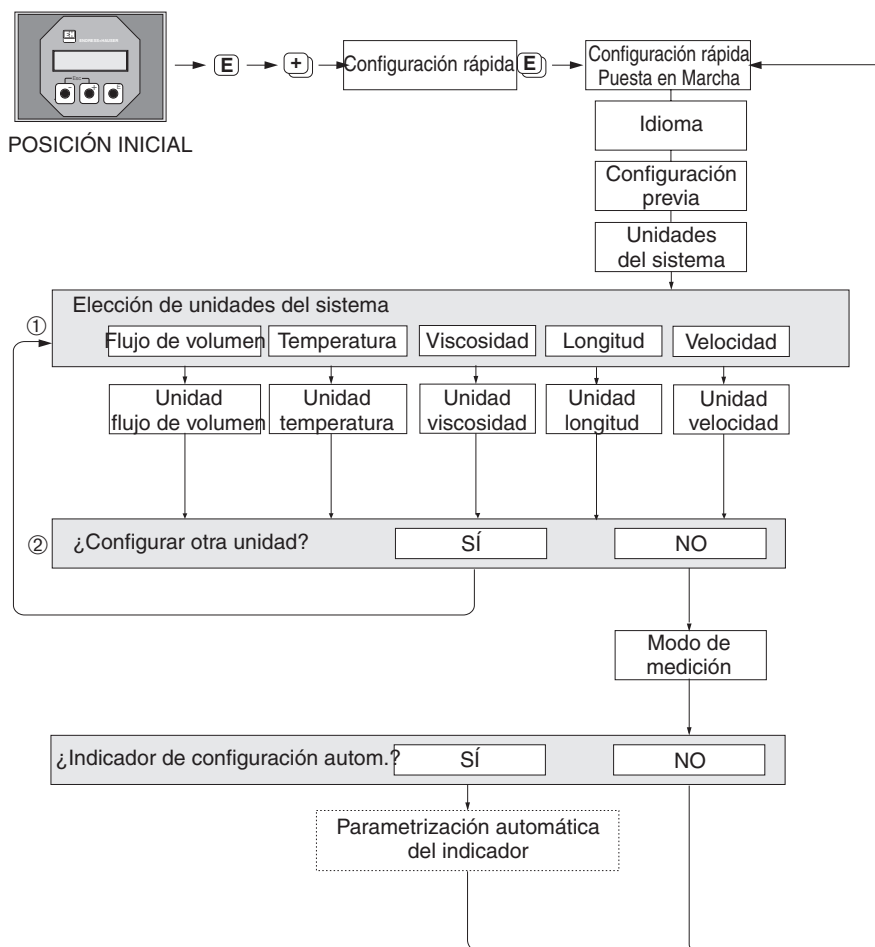 E
+
Configuración rápida
E
Configuración rápida
Puesta en Marcha
Esc
- + E
POSICIÓN INICIAL
Idioma
Configuración
previa
Unidades
del sistema
①
Elección de unidades del sistema
Flujo de volumen
Temperatura
Viscosidad
Longitud
Velocidad
Unidad
flujo de volumen
Unidad
temperatura
Unidad
viscosidad
Unidad
longitud
Unidad
velocidad
②
¿Configurar otra unidad?
SÍ
NO
Modo de
medición
¿Indicador de configuración autom.?
SÍ
NO
Parametrización automática
del indicador